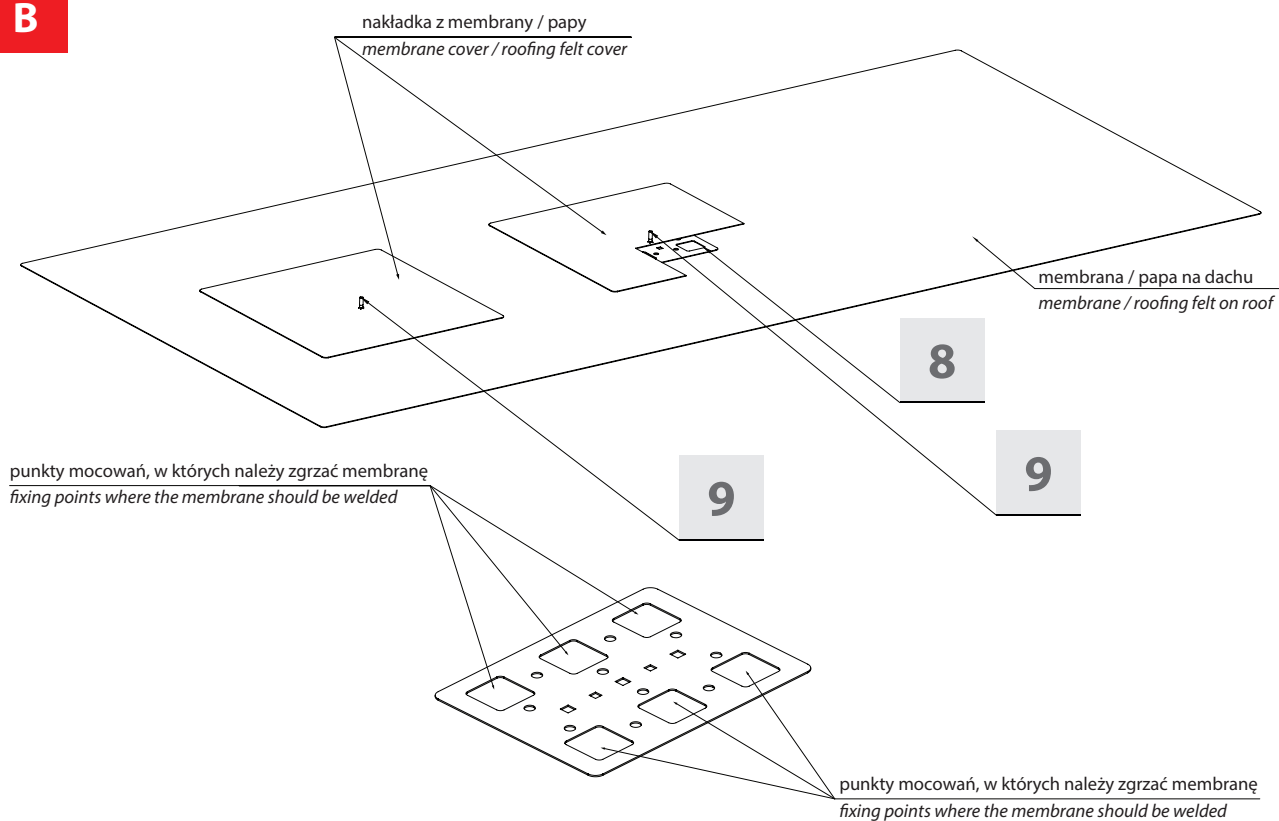 B
nakładka z membrany / papy
membrane cover / roofing felt cover
membrana / papa na dachu
membrane / roofing felt on roof
8
9
9
punkty mocowań, w których należy zgrzać membranę
fixing points where the membrane should be welded
punkty mocowań, w których należy zgrzać membranę
fixing points where the membrane should be welded